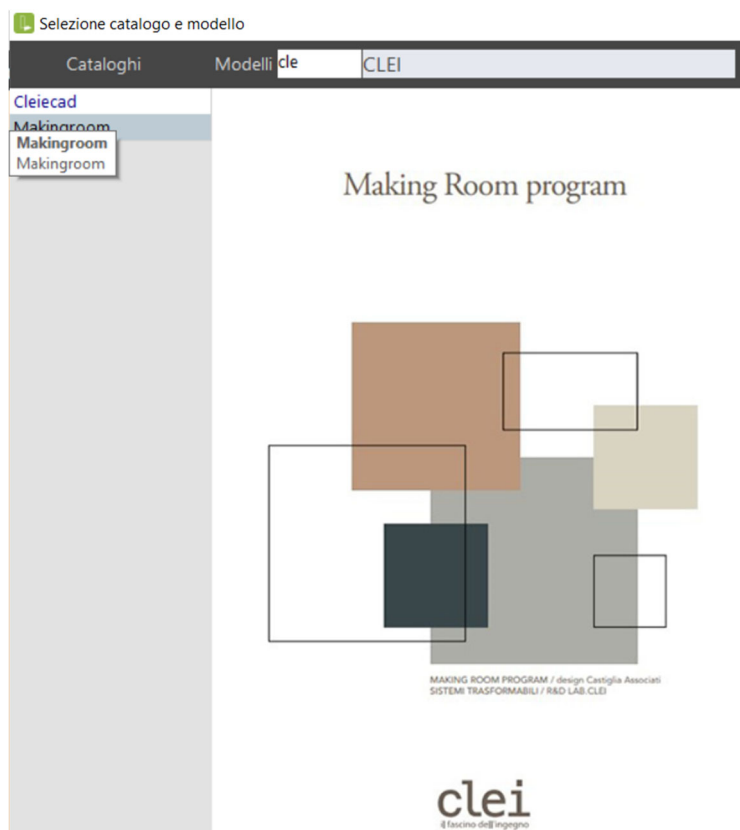 Selezione catalogo e modello
Cataloghi Modelli cle CLEI
Cleiecad
Makingroom
Makingroom
Makingroom
Making Room program
MAKING ROOM PROGRAM / design Castiglia Associati
SISTEMI TRASFORMABILI / R&D LAB.CLEI
clei
il fascino dell'ingegno